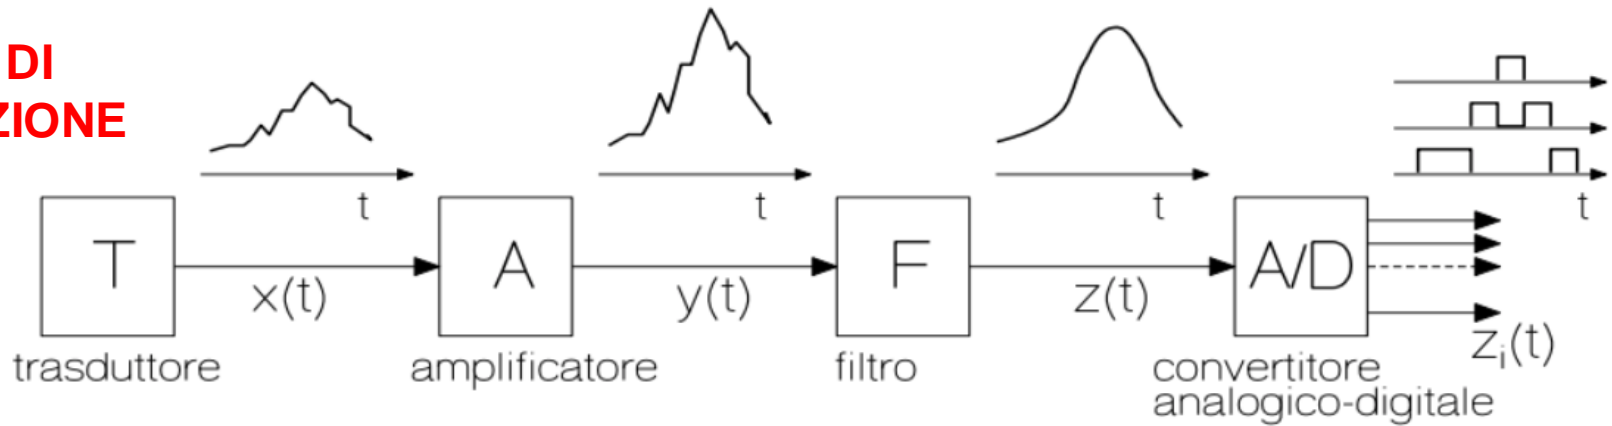 DI
ZIONE
t
t
t
t
T
A
F
A/D
x(t)
y(t)
z(t)
zi(t)
trasduttore
amplificatore
filtro
convertitore
analogico-digitale